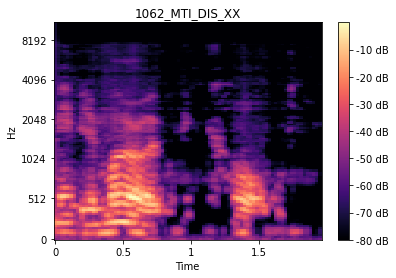 1062_MTI_DIS_XX
Hz
8192
4096
2048
1024
512
0
0
0.5
1
1.5
Time
-10 dB
-20 dB
-30 dB
-40 dB
-50 dB
-60 dB
-70 dB
-80 dB